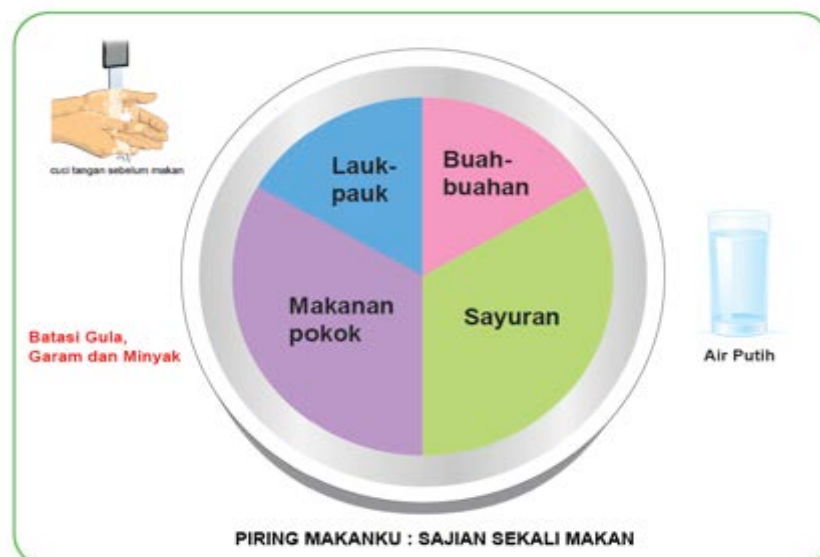 cuci tangan sebelum makan
Lauk-
pauk
Buah-
buahan
Makanan
pokok
Sayuran
Batasi Gula,
Garam dan Minyak
Air Putih
PIRING MAKANKU : SAJIAN SEKALI MAKAN